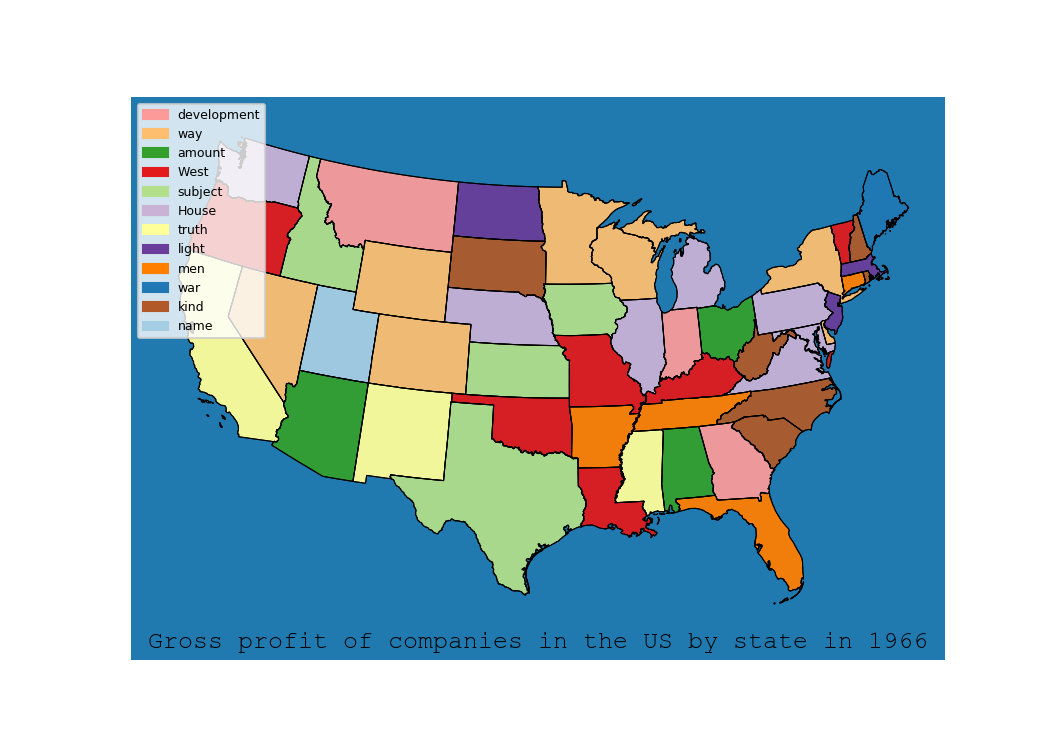 development
way
amount
West
subject
House
truth
light
men
war
kind
name
Gross profit of companies in the US by state in 1966